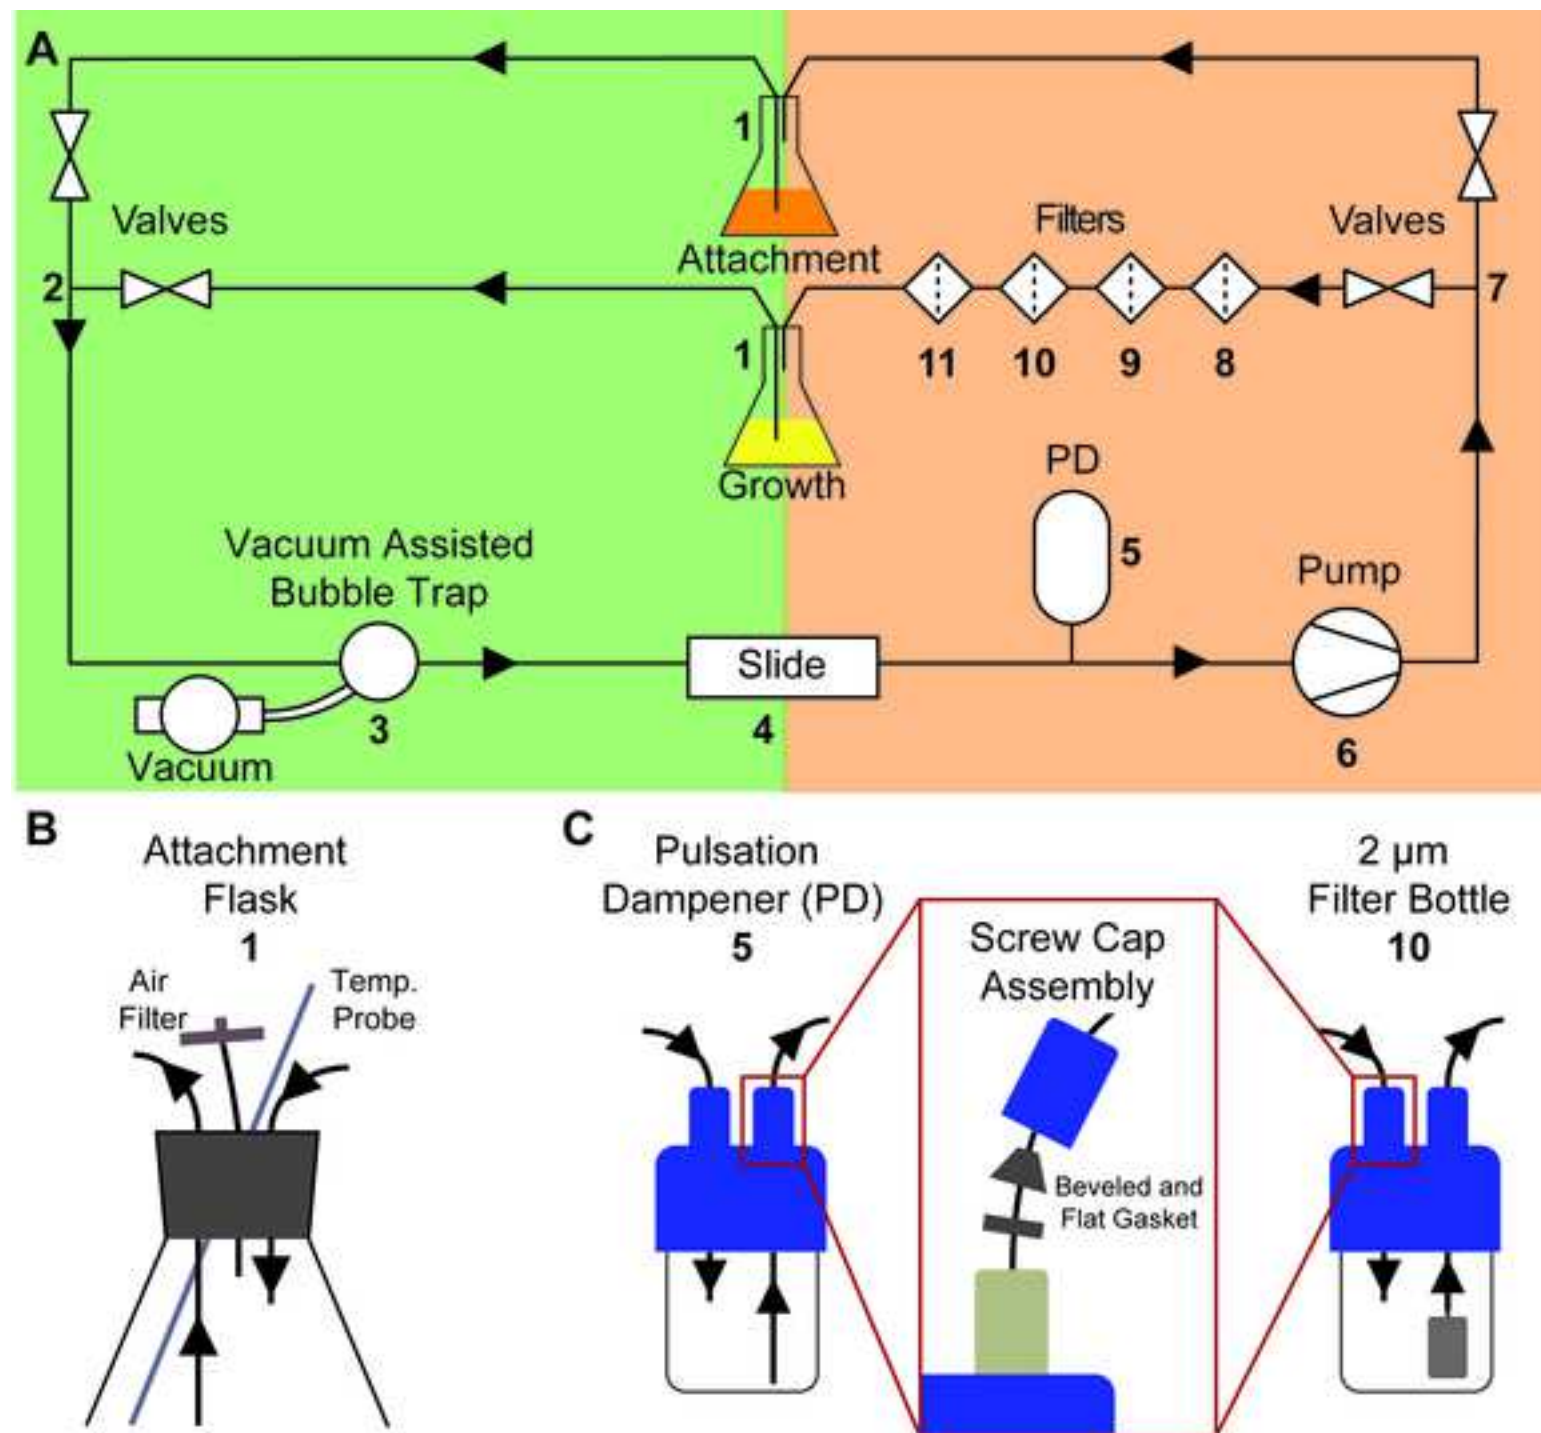 A
1
Valves
Filters
Valves
Attachment
2
7
1
11
10
9
8
PD
Growth
5
Vacuum Assisted
Bubble Trap
Pump
Slide
3
4
6
Vacuum
B
Attachment
Flask
1
Air
Filter
Temp.
Probe
C
Pulsation
Dampener (PD)
5
Screw Cap
Assembly
Beveled and
Flat Gasket
2 μm
Filter Bottle
10